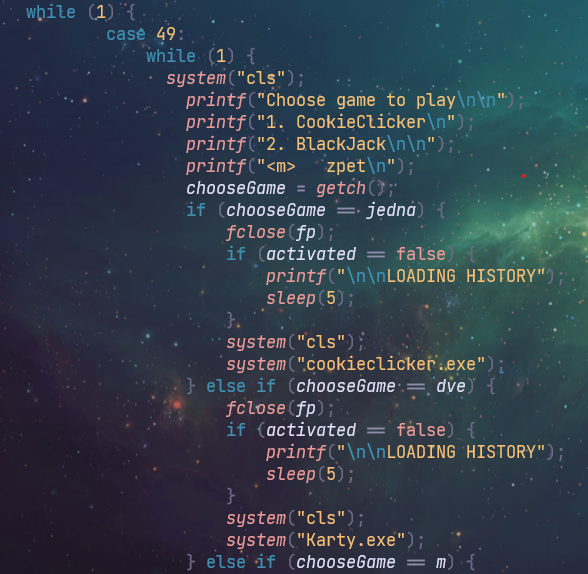 while (1) {
case 49:
while (1) {
system("cls");
printf("Choose game to play\n\n");
printf("1. CookieClicker\n");
printf("2. BlackJack\n\n");
printf("<m>   zpet\n");
chooseGame = getch();
if (chooseGame == jedna) {
fclose(fp);
if (activated == false) {
printf("\n\nLOADING HISTORY");
sleep(5);
}
system("cls");
system("cookieclicker.exe");
} else if (chooseGame == dve) {
fclose(fp);
if (activated == false) {
printf("\n\nLOADING HISTORY");
sleep(5);
}
system("cls");
system("Karty.exe");
} else if (chooseGame == m) {